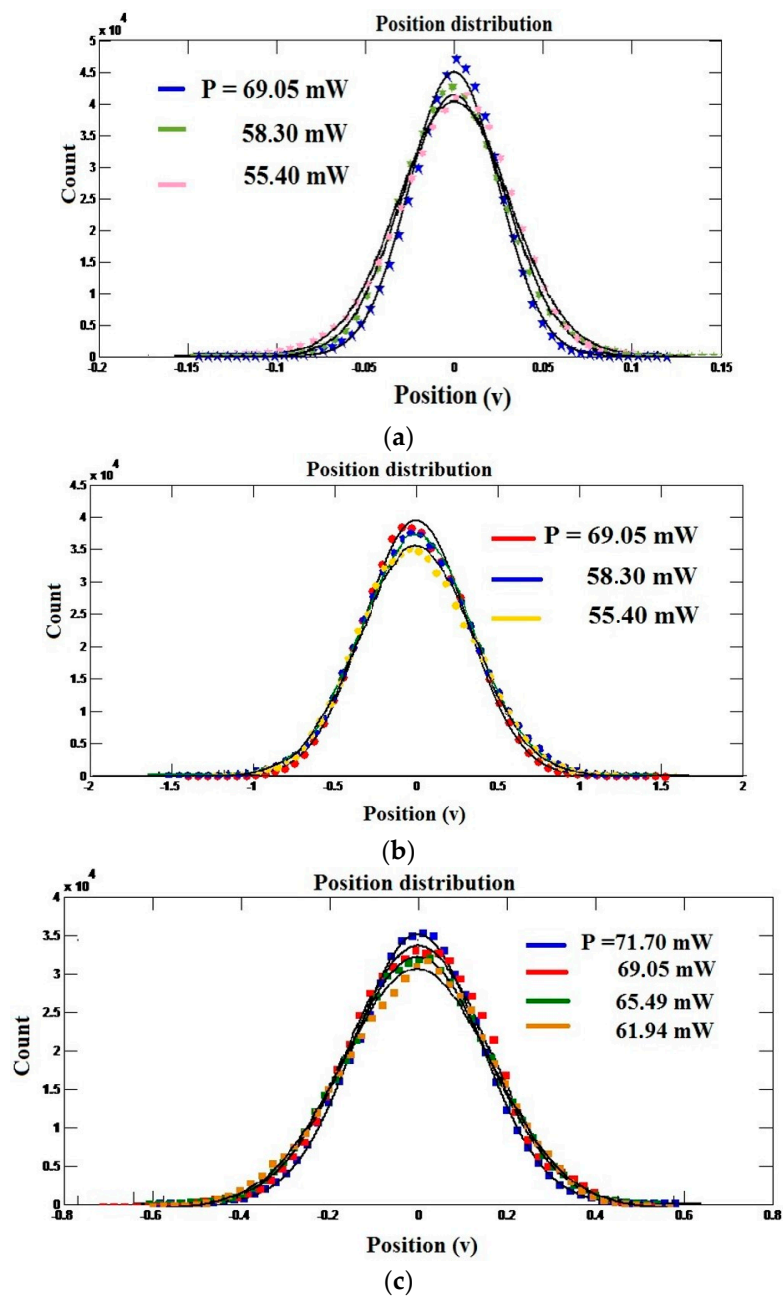 Position distribution
× 10^4
5
4.5
4
3.5
3
2.5
2
1.5
1
0.5
0
Count
P = 69.05 mW
58.30 mW
55.40 mW
-0.2 -0.15 -0.1 -0.05 0 0.05 0.1 0.15
Position (v)
(a)
Position distribution
× 10^4
4.5
4
3.5
3
2.5
2
1.5
1
0.5
0
Count
P = 69.05 mW
58.30 mW
55.40 mW
-2 -1.5 -1 -0.5 0 0.5 1 1.5 2
Position (v)
(b)
Position distribution
× 10^4
4
3.5
3
2.5
2
1.5
1
0.5
0
Count
P =71.70 mW
69.05 mW
65.49 mW
61.94 mW
-0.8 -0.6 -0.4 -0.2 0 0.2 0.4 0.6 0.8
Position (v)
(c)